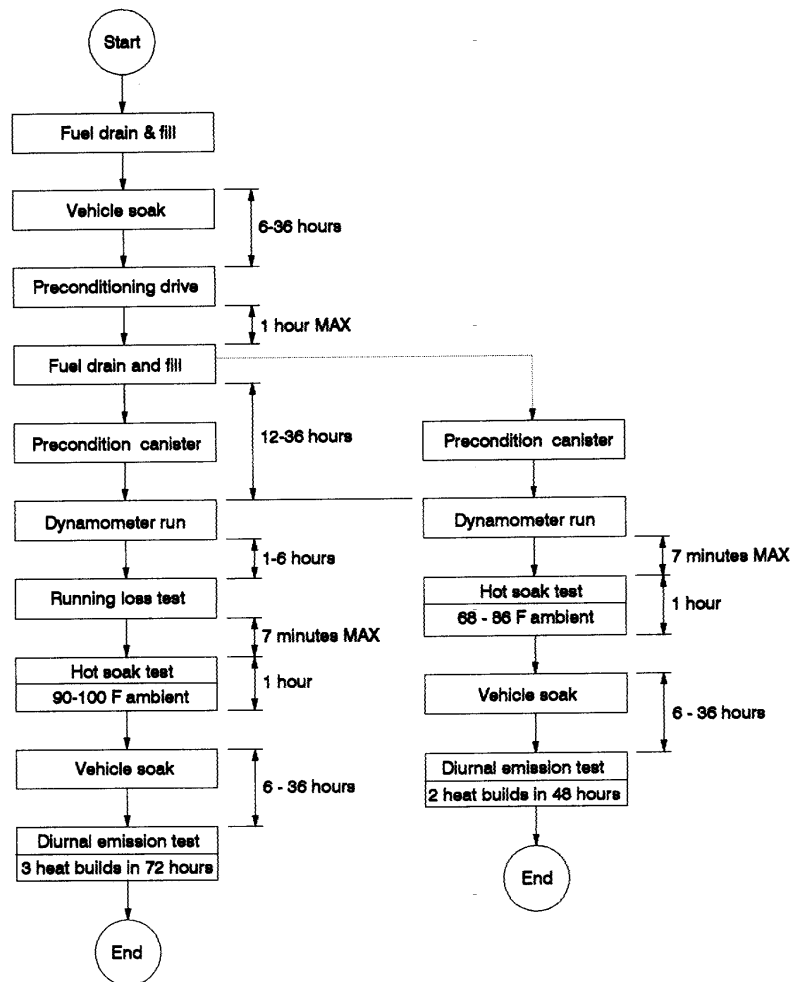 Start
Fuel drain & fill
Vehicle soak
6-36 hours
Preconditioning drive
1 hour MAX
Fuel drain and fill
Precondition canister
12-36 hours
Dynamometer run
1-6 hours
Running loss test
7 minutes MAX
Hot soak test
90-100 F ambient
1 hour
Vehicle soak
6 - 36 hours
Diurnal emission test
3 heat builds in 72 hours
End
Precondition canister
Dynamometer run
7 minutes MAX
Hot soak test
68 - 86 F ambient
1 hour
Vehicle soak
6 - 36 hours
Diurnal emission test
2 heat builds in 48 hours
End